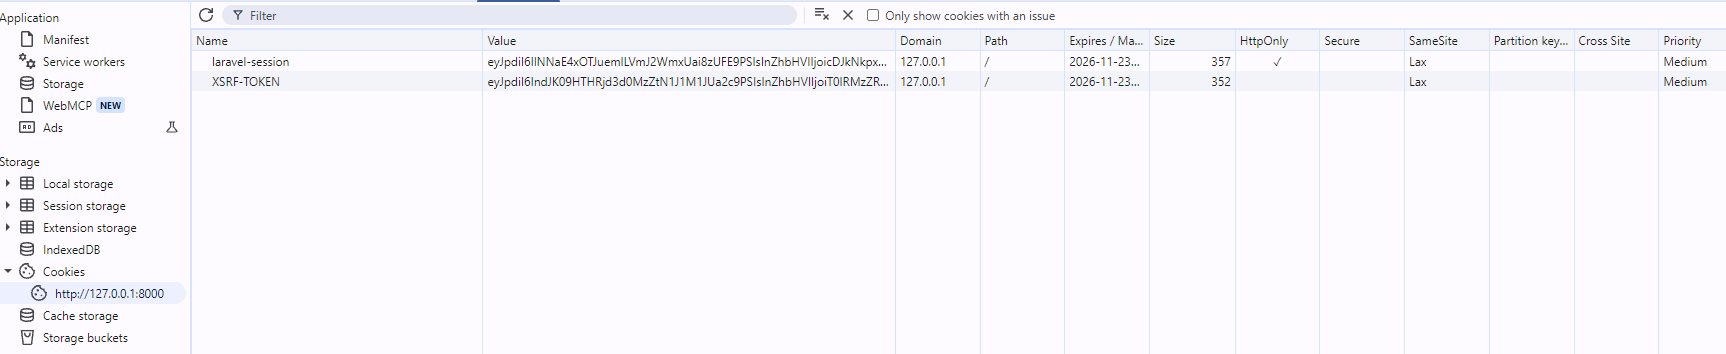 Application
Manifest
Service workers
Storage
WebMCP NEW
Ads
Storage
Local storage
Session storage
Extension storage
IndexedDB
Cookies
http://127.0.0.1:8000
Cache storage
Storage buckets
Filter Only show cookies with an issue
Name Value Domain Path Expires / Ma... Size HttpOnly Secure SameSite Partition key... Cross Site Priority
laravel-session 127.0.0.1 / 2026-11-23... 357 ✓ Lax Medium
XSRF-TOKEN 127.0.0.1 / 2026-11-23... 352 Lax Medium